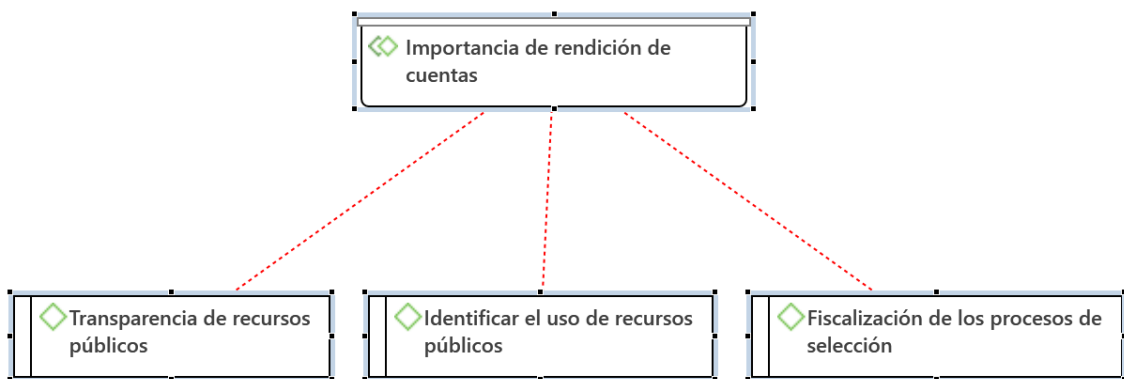 Importancia de rendición de
cuentas
Transparencia de recursos
públicos
Identificar el uso de recursos
públicos
Fiscalización de los procesos de
selección